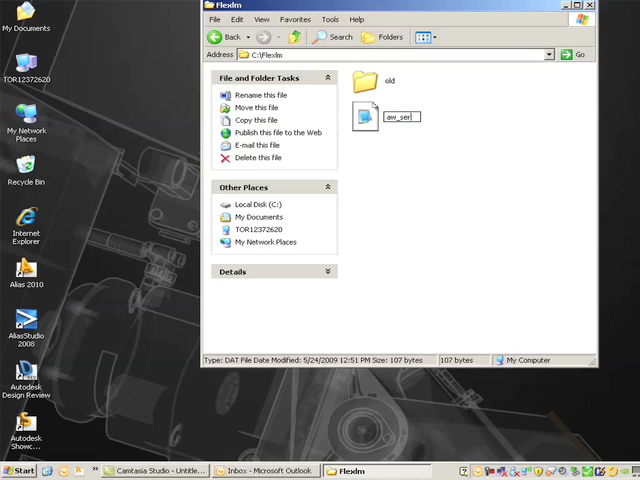 Flexlm
File Edit View Favorites Tools Help
Back Search Folders
Address C:\Flexlm Go
File and Folder Tasks
Rename this file
Move this file
Copy this file
Publish this file to the Web
E-mail this file
Delete this file
Other Places
Local Disk (C:)
My Documents
TOR12372620
My Network Places
Details
old
aw_ser
Type: DAT File Date Modified: 5/24/2009 12:51 PM Size: 107 bytes 107 bytes My Computer
My Documents
TOR12372620
My Network
Places
Recycle Bin
Internet
Explorer
Alias 2010
AliasStudio
2008
Autodesk
Design Review
Autodesk
Showc...
Start Camtasia Studio - Untitle... Inbox - Microsoft Outlook Flexlm